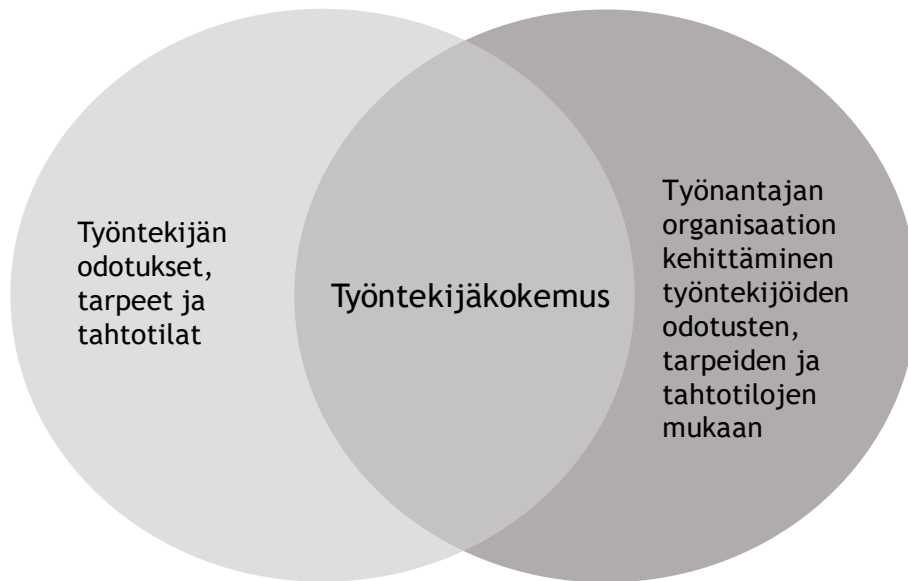 Työntekijän
odotukset,
tarpeet ja
tahtotilat
Työntekijäkokemus
Työnantajan
organisaation
kehittäminen
työntekijöiden
odotusten,
tarpeiden ja
tahtotilojen
mukaan